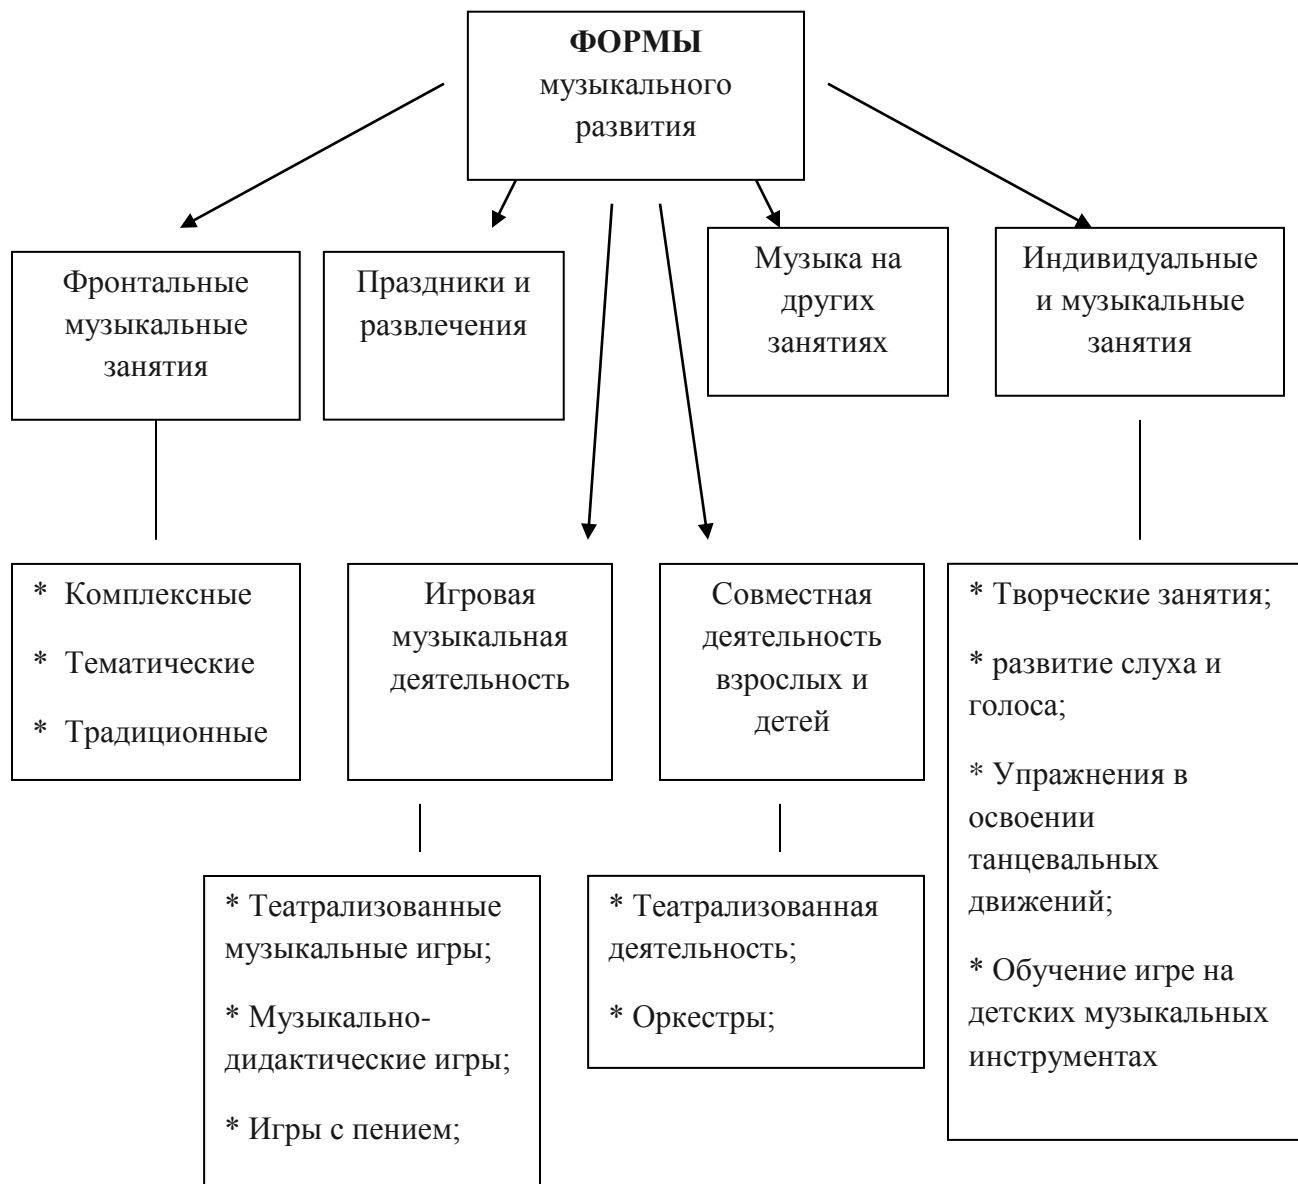 ФОРМЫ
музыкального
развития
Фронтальные
музыкальные
занятия
Праздники и
развлечения
Музыка на
других
занятиях
Индивидуальные
и музыкальные
занятия
* Комплексные
* Тематические
* Традиционные
Игровая
музыкальная
деятельность
Совместная
деятельность
взрослых и
детей
* Творческие занятия;
* развитие слуха и
голоса;
* Упражнения в
освоении
танцевальных
движений;
* Обучение игре на
детских музыкальных
инструментах
* Театрализованные
музыкальные игры;
* Музыкально-
дидактические игры;
* Игры с пением;
* Театрализованная
деятельность;
* Оркестры;